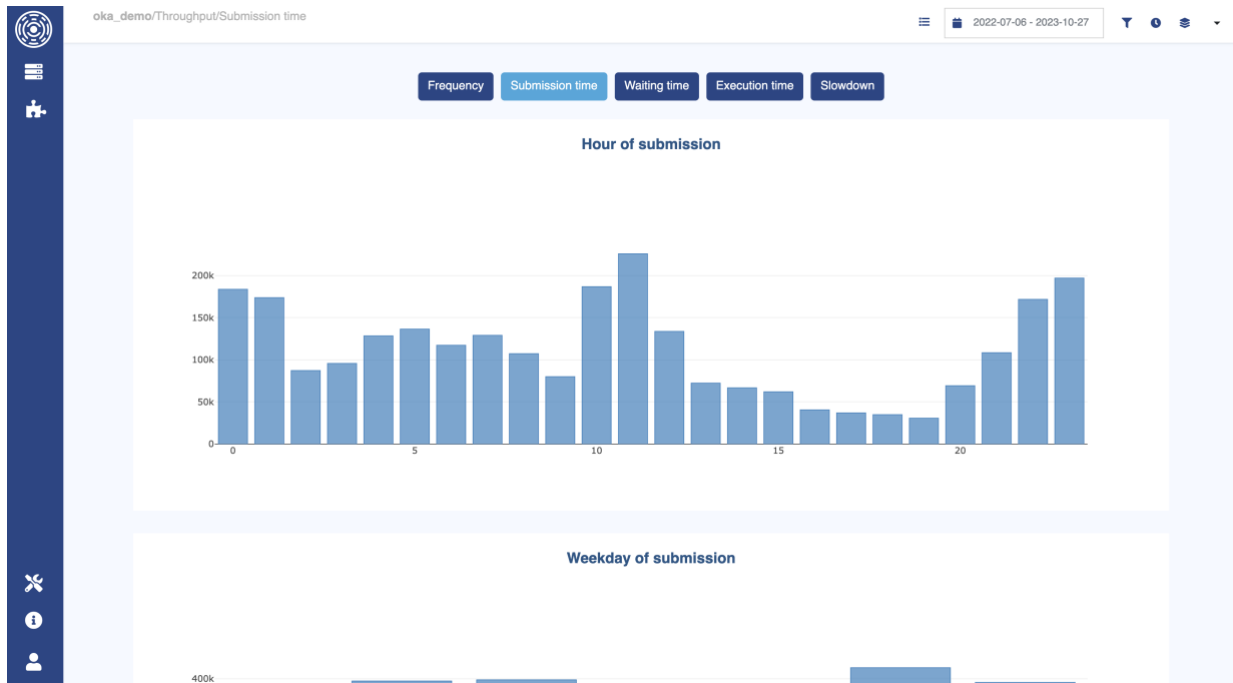 oka_demo/Throughput/Submission time
2022-07-06 - 2023-10-27
Frequency Submission time Waiting time Execution time Slowdown
Hour of submission
200k
150k
100k
50k
0
0 5 10 15 20
Weekday of submission
400k